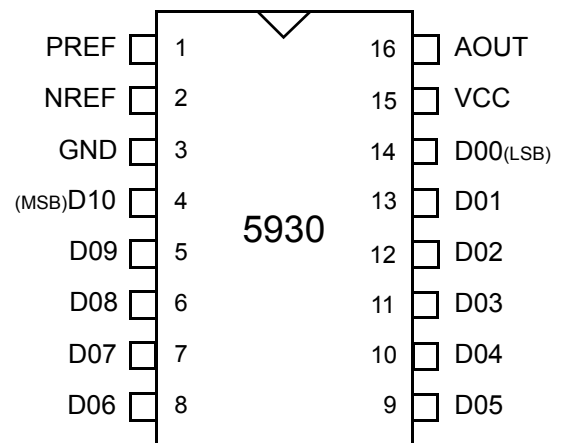 PREF 1 16 AOUT
NREF 2 15 VCC
GND 3 14 D00(LSB)
(MSB)D10 4 13 D01
5930
D09 5 12 D02
D08 6 11 D03
D07 7 10 D04
D06 8 9 D05